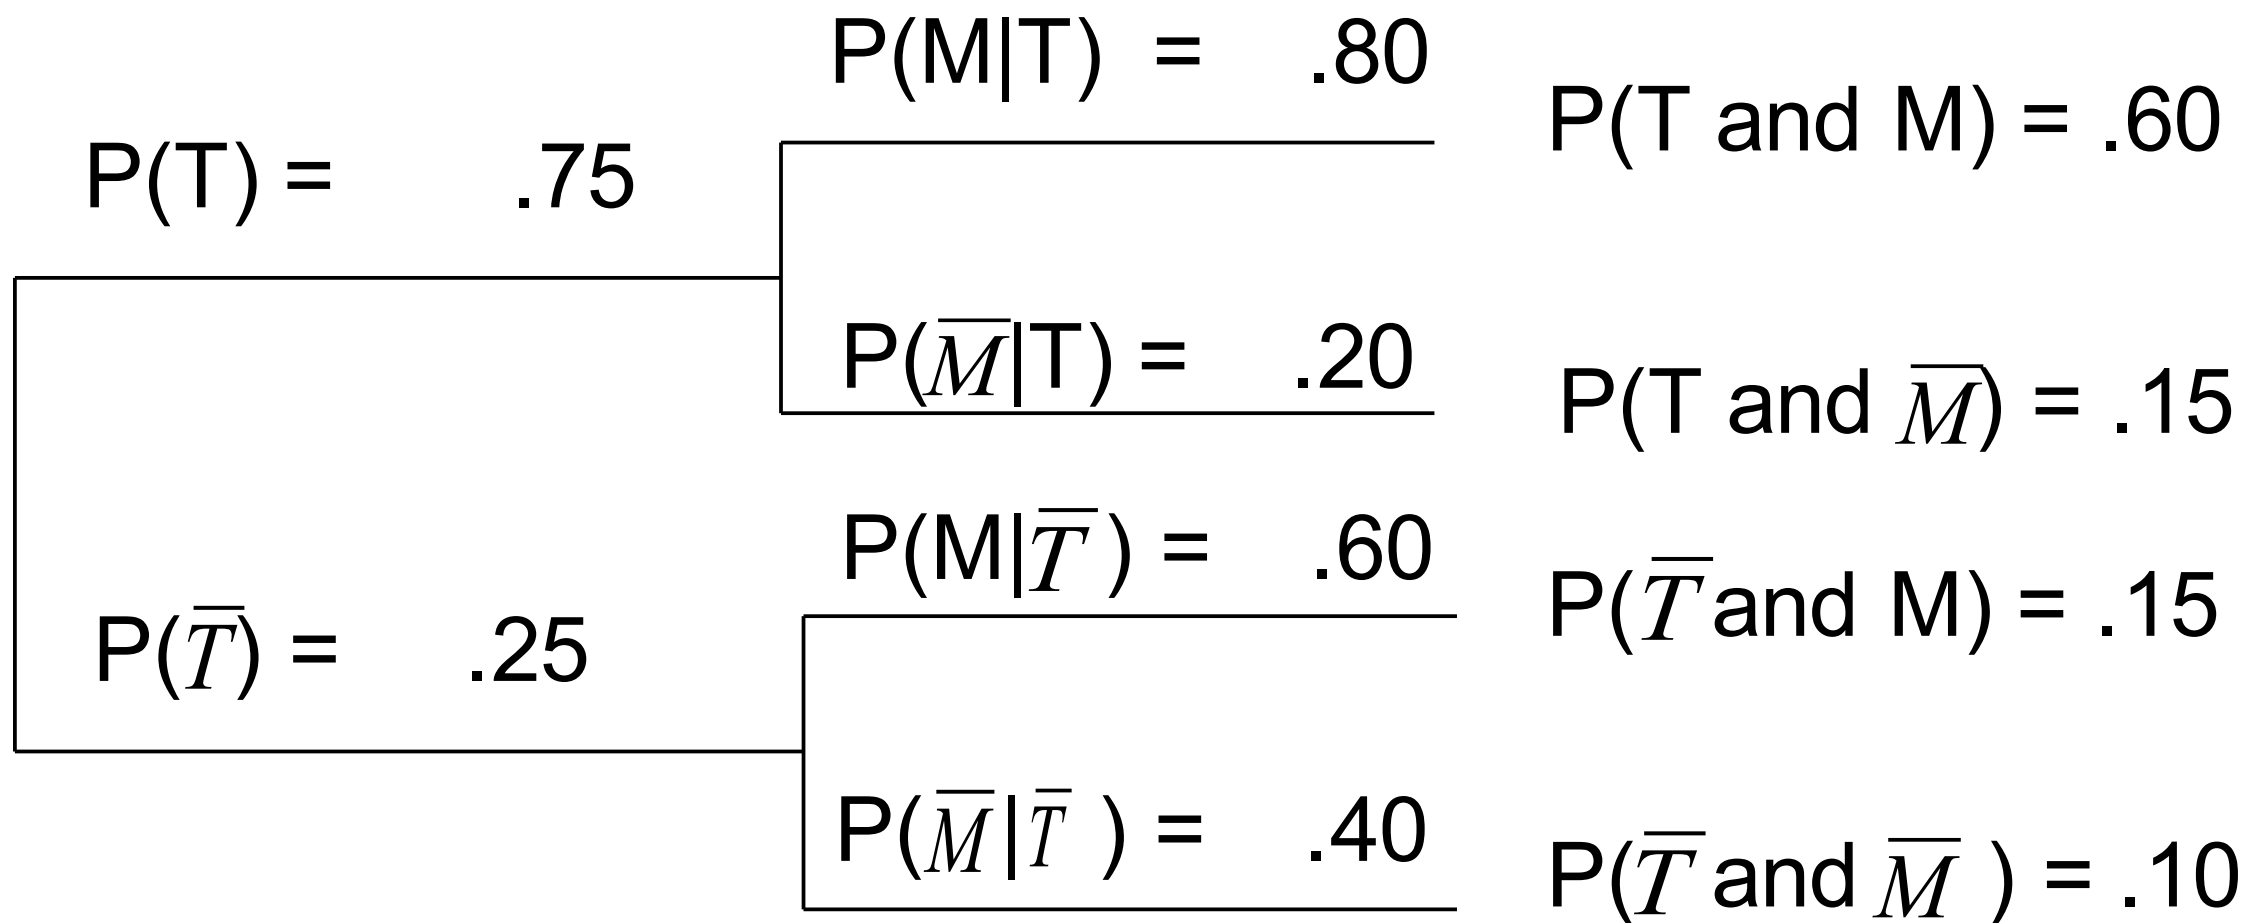 P(M|T) = .80
P(T and M) = .60
P(T) = .75
P(M̅|T) = .20
P(T and M̅) = .15
P(M|T̅ ) = .60
P(T̅ and M) = .15
P(T̅) = .25
P(M̅|T̅ ) = .40
P(T̅ and M̅ ) = .10